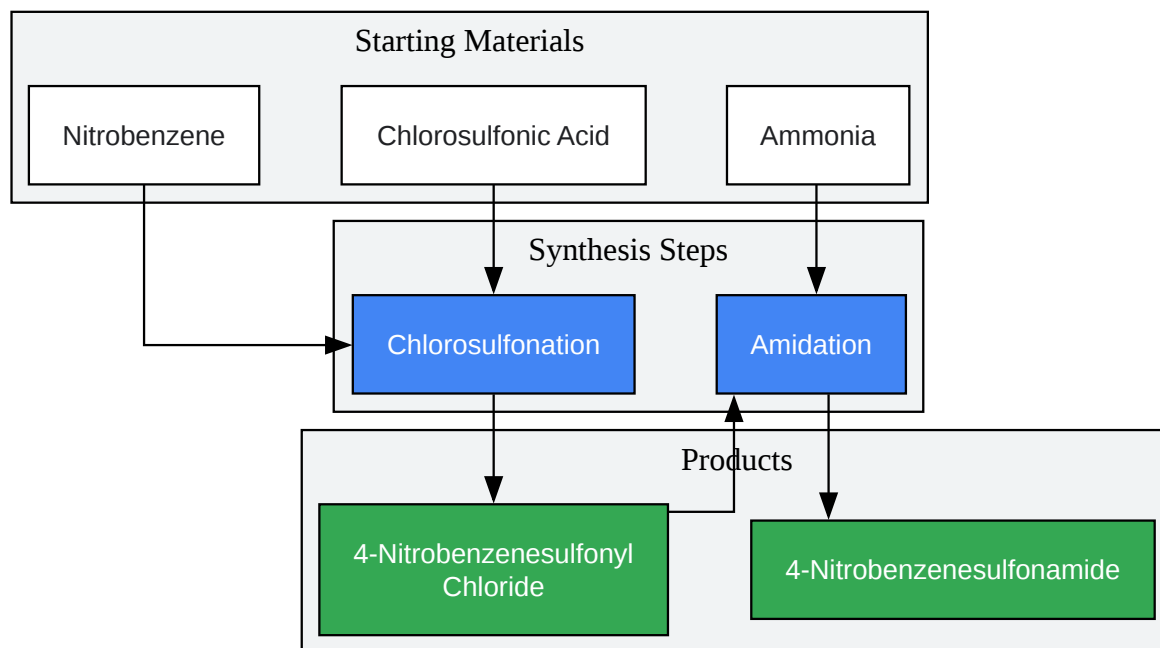 Starting Materials
Nitrobenzene
Chlorosulfonic Acid
Ammonia
Synthesis Steps
Chlorosulfonation
Amidation
Products
4-Nitrobenzenesulfonyl
Chloride
4-Nitrobenzenesulfonamide